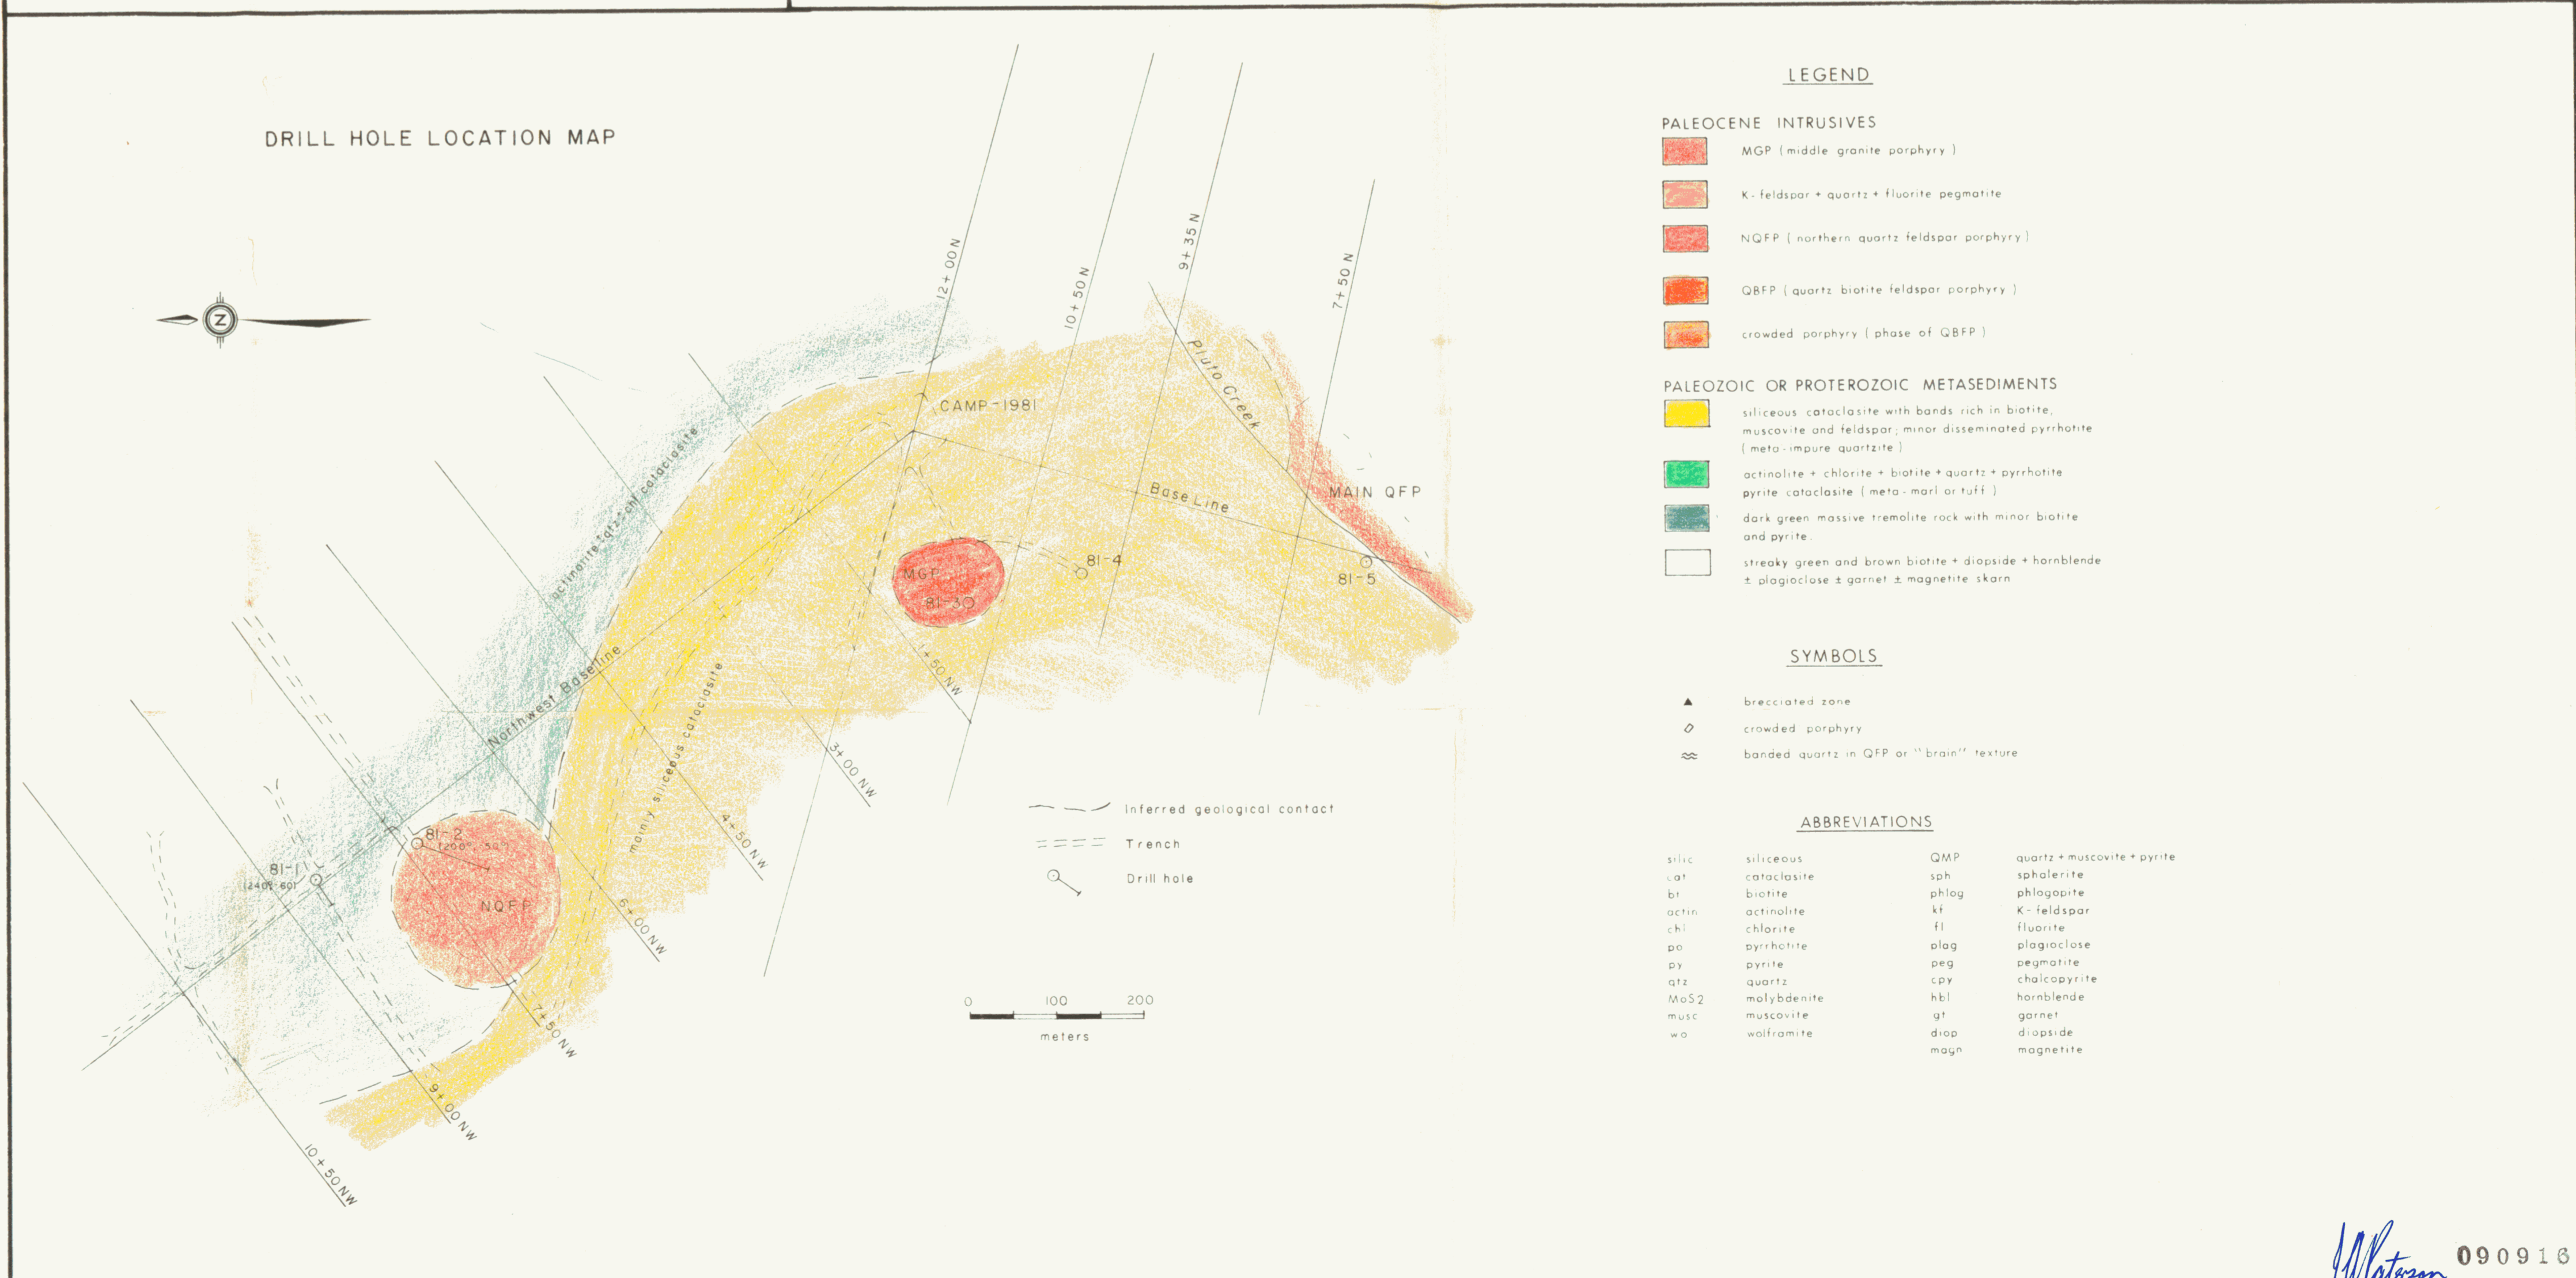 DRILL HOLE LOCATION MAP
Z
12+00N
10+50N
9+35N
7+50N
Pluto Creek
CAMP-1981
Base Line
MAIN QFP
actinolite-qtz-chl cataclasite
MGP
81-3
81-4
81-5
Northwest Baseline
mainly siliceous cataclasite
1+50 NW
3+00 NW
4+50 NW
6+00 NW
7+50 NW
9+00 NW
10+50 NW
81-2
81-1
NQFP
Inferred geological contact
Trench
Drill hole
0 100 200
meters
LEGEND
PALEOCENE INTRUSIVES
MGP (middle granite porphyry)
K-feldspar + quartz + fluorite pegmatite
NQFP (northern quartz feldspar porphyry)
QBFP (quartz biotite feldspar porphyry)
crowded porphyry (phase of QBFP)
PALEOZOIC OR PROTEROZOIC METASEDIMENTS
siliceous cataclasite with bands rich in biotite,
muscovite and feldspar; minor disseminated pyrrhotite
(meta-impure quartzite)
actinolite + chlorite + biotite + quartz + pyrrhotite
pyrite cataclasite (meta-marl or tuff)
dark green massive tremolite rock with minor biotite
and pyrite.
streaky green and brown biotite + diopside + hornblende
± plagioclose ± garnet ± magnetite skarn
SYMBOLS
brecciated zone
crowded porphyry
banded quartz in QFP or "brain" texture
ABBREVIATIONS
silic siliceous QMP quartz + muscovite + pyrite
cat cataclasite sph sphalerite
bt biotite phlog phlogopite
actin actinolite kf K-feldspar
chl chlorite fl fluorite
po pyrrhotite plag plagioclose
py pyrite peg pegmatite
qtz quartz cpy chalcopyrite
MoS2 molybdenite hbl hornblende
musc muscovite gt garnet
wo wolframite diop diopside
magn magnetite
090916